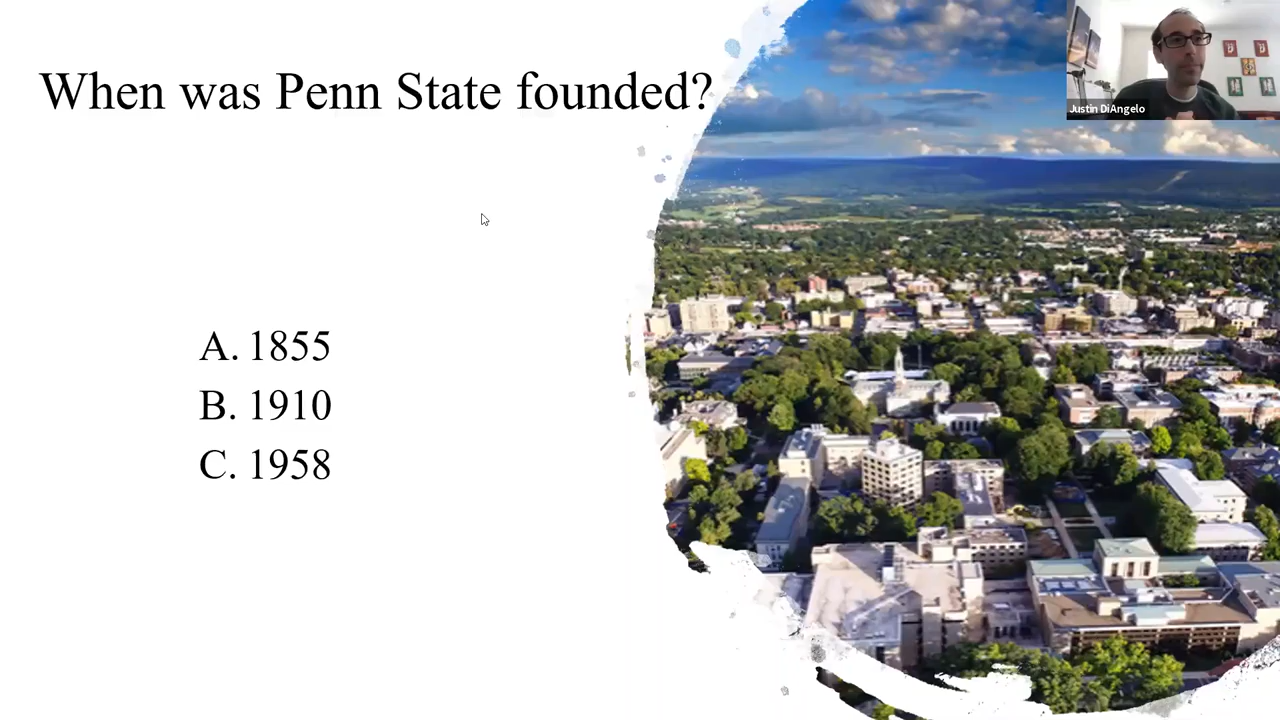 When was Penn State founded?
Justin DiAngelo
A. 1855
B. 1910
C. 1958